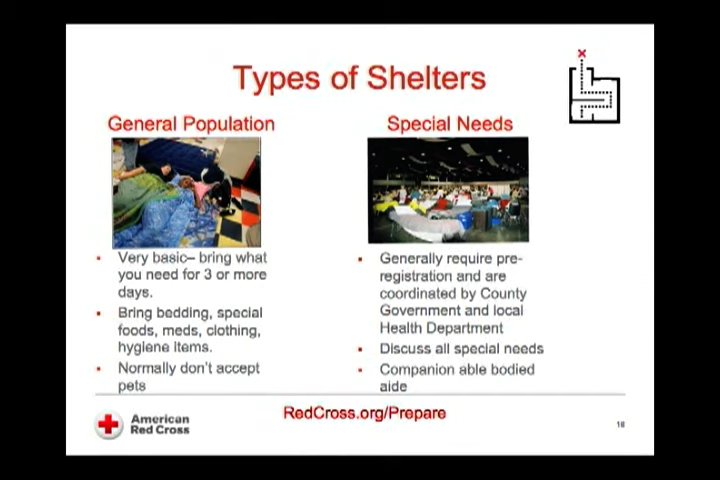 Types of Shelters
General Population
Special Needs
▪ Very basic– bring what
you need for 3 or more
days.
▪ Bring bedding, special
foods, meds, clothing,
hygiene items.
▪ Normally don't accept
pets
▪ Generally require pre-
registration and are
coordinated by County
Government and local
Health Department
▪ Discuss all special needs
▪ Companion able bodied
aide
American
Red Cross
RedCross.org/Prepare
18